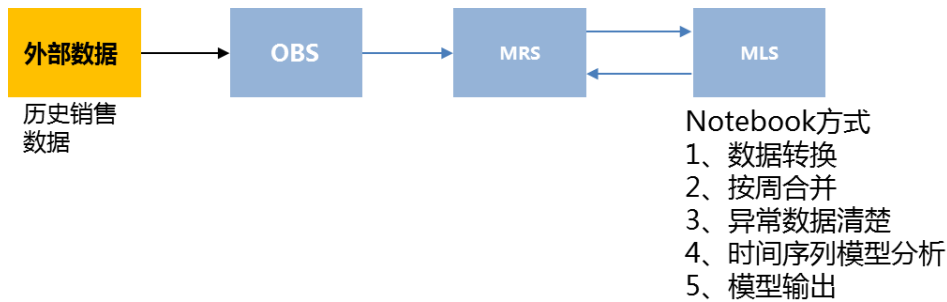 外部数据
OBS
MRS
MLS
历史销售
数据
Notebook方式
1、数据转换
2、按周合并
3、异常数据清楚
4、时间序列模型分析
5、模型输出